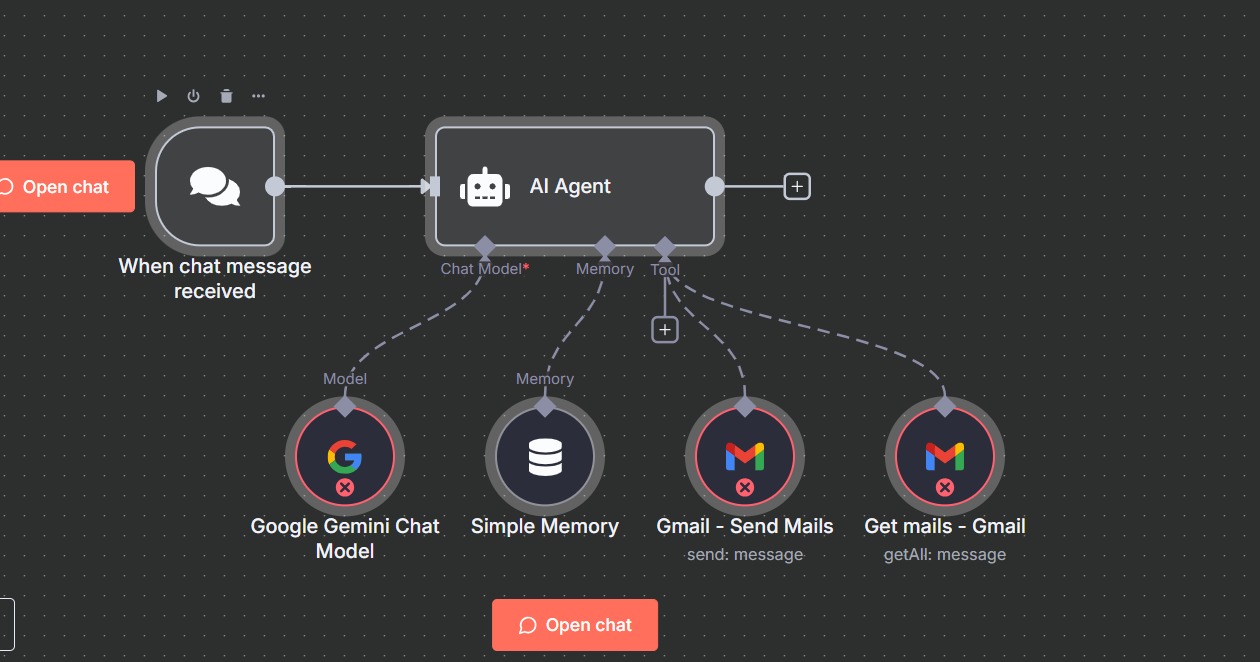 Open chat
AI Agent
When chat message
received
Chat Model*
Memory
Tool
Model
Memory
Google Gemini Chat
Model
Simple Memory
Gmail - Send Mails
send: message
Get mails - Gmail
getAll: message
Open chat